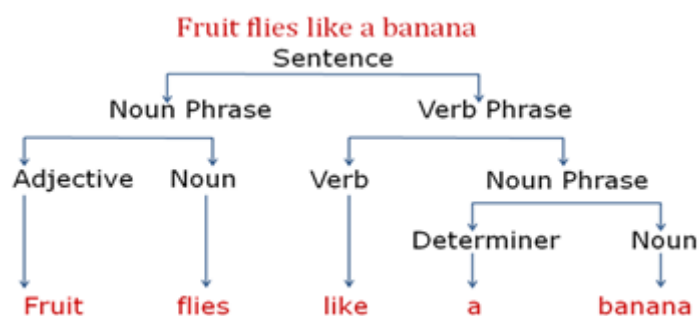 Fruit flies like a banana
Sentence
Noun Phrase Verb Phrase
Adjective Noun Verb Noun Phrase
Determiner Noun
Fruit flies like a banana